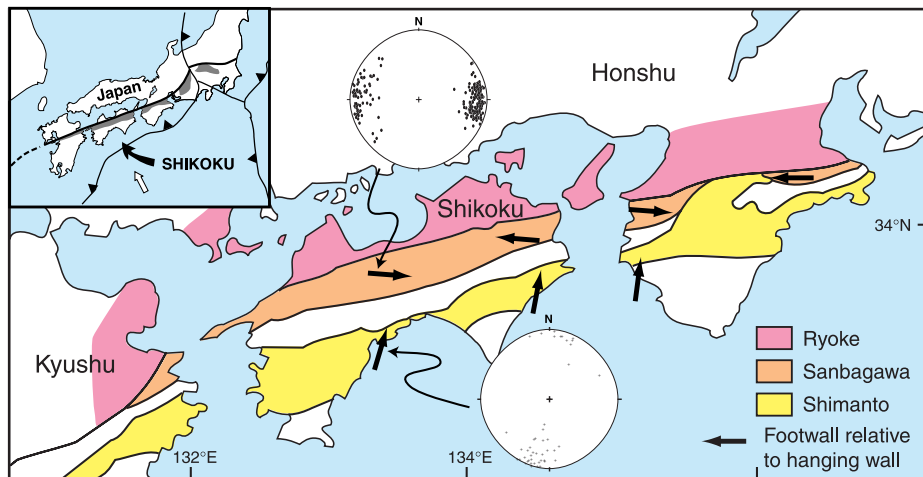 Japan
SHIKOKU
N
Honshu
Shikoku
34°N
Kyushu
N
Ryoke
Sanbagawa
Shimanto
Footwall relative
to hanging wall
132°E
134°E